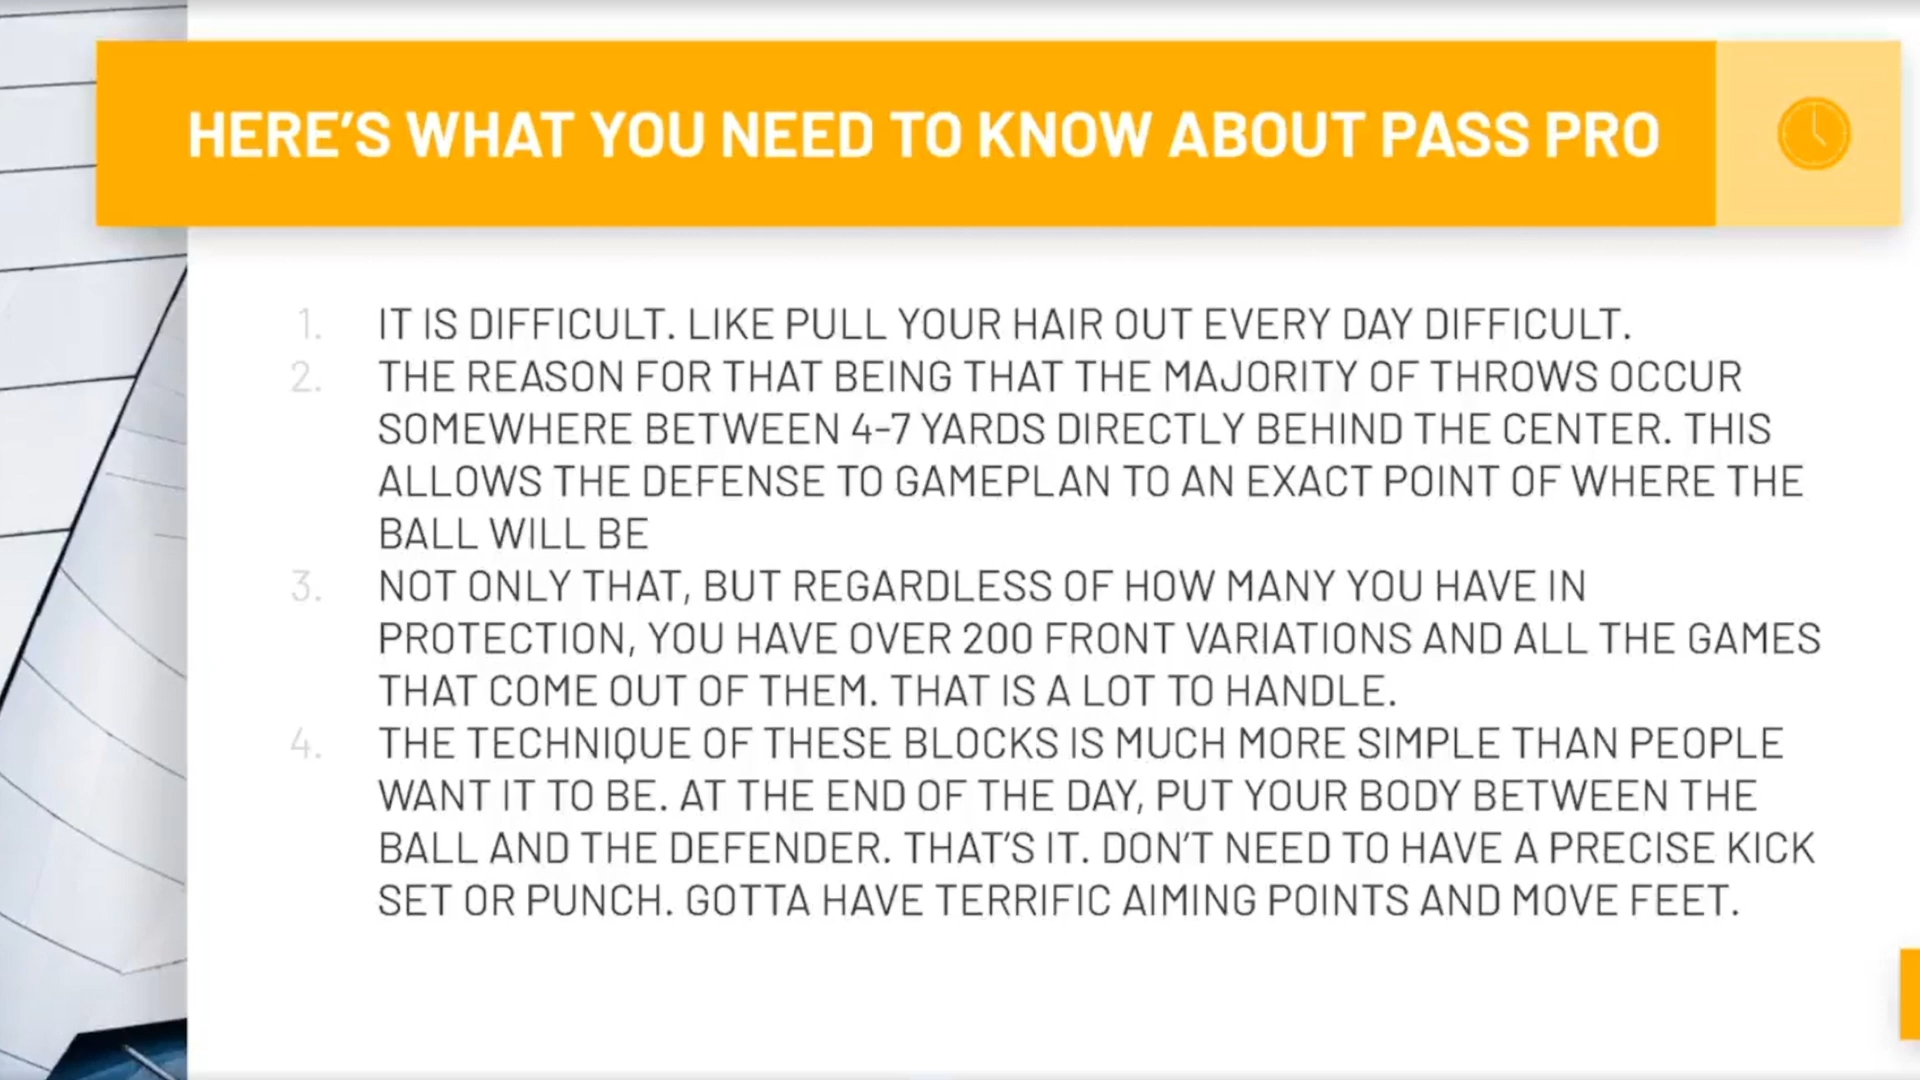 HERE'S WHAT YOU NEED TO KNOW ABOUT PASS PRO
1. IT IS DIFFICULT. LIKE PULL YOUR HAIR OUT EVERY DAY DIFFICULT.
2. THE REASON FOR THAT BEING THAT THE MAJORITY OF THROWS OCCUR
SOMEWHERE BETWEEN 4-7 YARDS DIRECTLY BEHIND THE CENTER. THIS
ALLOWS THE DEFENSE TO GAMEPLAN TO AN EXACT POINT OF WHERE THE
BALL WILL BE
3. NOT ONLY THAT, BUT REGARDLESS OF HOW MANY YOU HAVE IN
PROTECTION, YOU HAVE OVER 200 FRONT VARIATIONS AND ALL THE GAMES
THAT COME OUT OF THEM. THAT IS A LOT TO HANDLE.
4. THE TECHNIQUE OF THESE BLOCKS IS MUCH MORE SIMPLE THAN PEOPLE
WANT IT TO BE. AT THE END OF THE DAY, PUT YOUR BODY BETWEEN THE
BALL AND THE DEFENDER. THAT'S IT. DON'T NEED TO HAVE A PRECISE KICK
SET OR PUNCH. GOTTA HAVE TERRIFIC AIMING POINTS AND MOVE FEET.